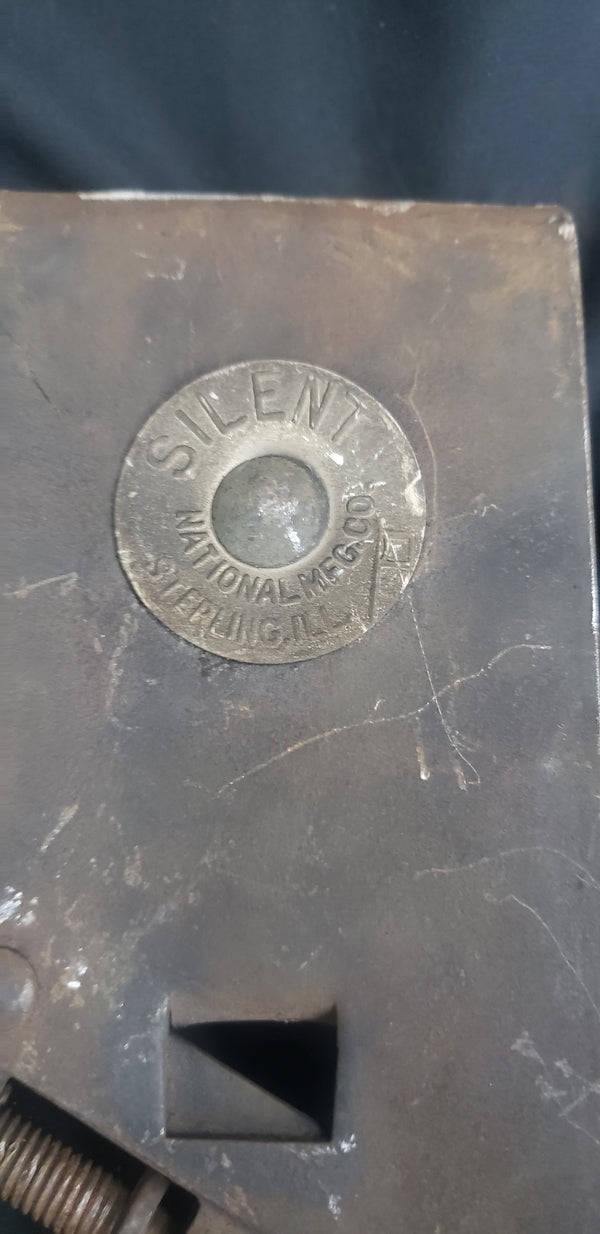 SILENT
NATIONAL MFG. CO.
STERLING, ILL.